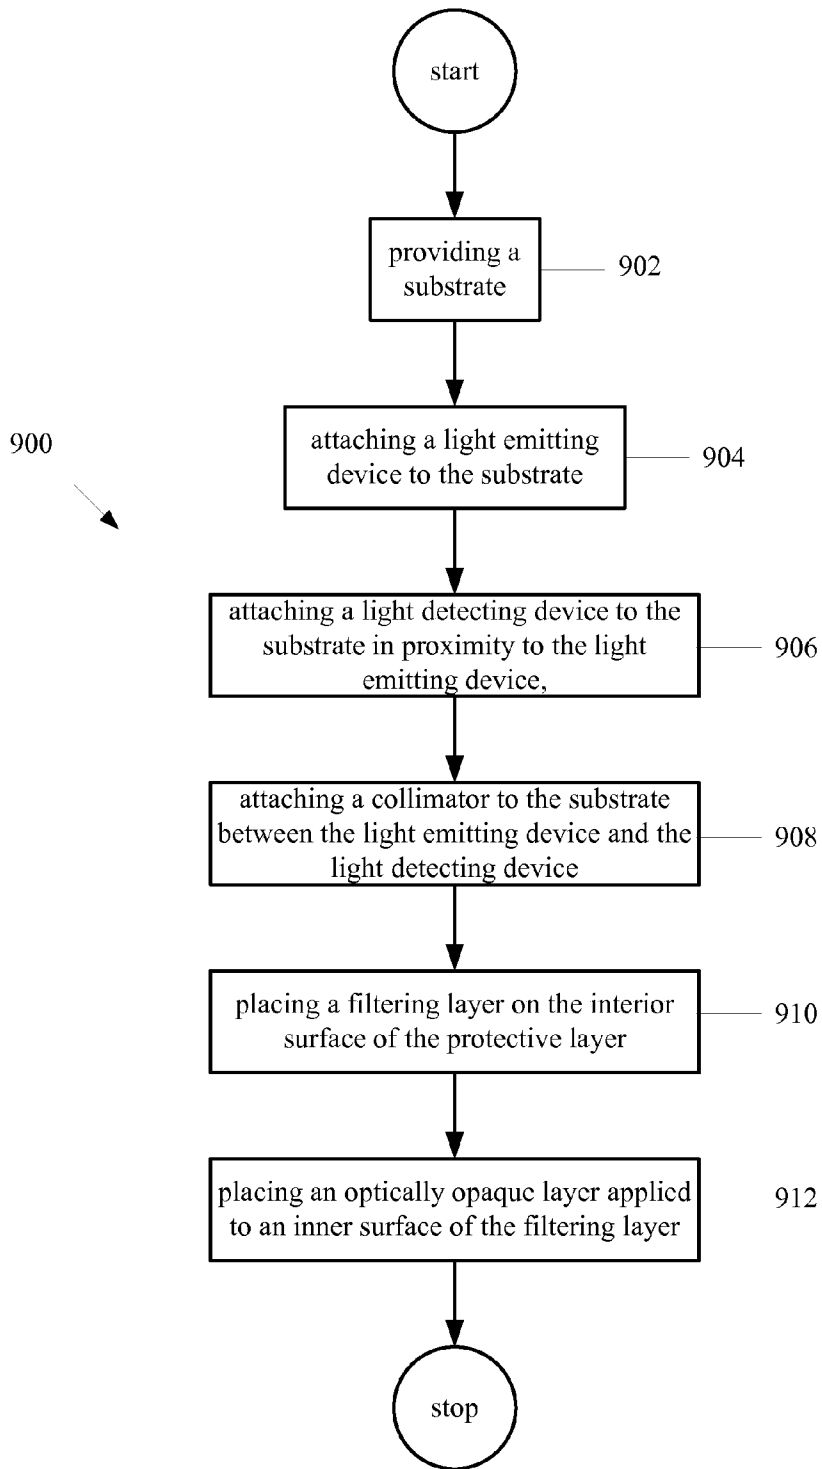 start
providing a
substrate
902
attaching a light emitting
device to the substrate
904
900
attaching a light detecting device to the
substrate in proximity to the light
emitting device,
906
attaching a collimator to the substrate
between the light emitting device and the
light detecting device
908
placing a filtering layer on the interior
surface of the protective layer
910
placing an optically opaque layer applied
to an inner surface of the filtering layer
912
stop